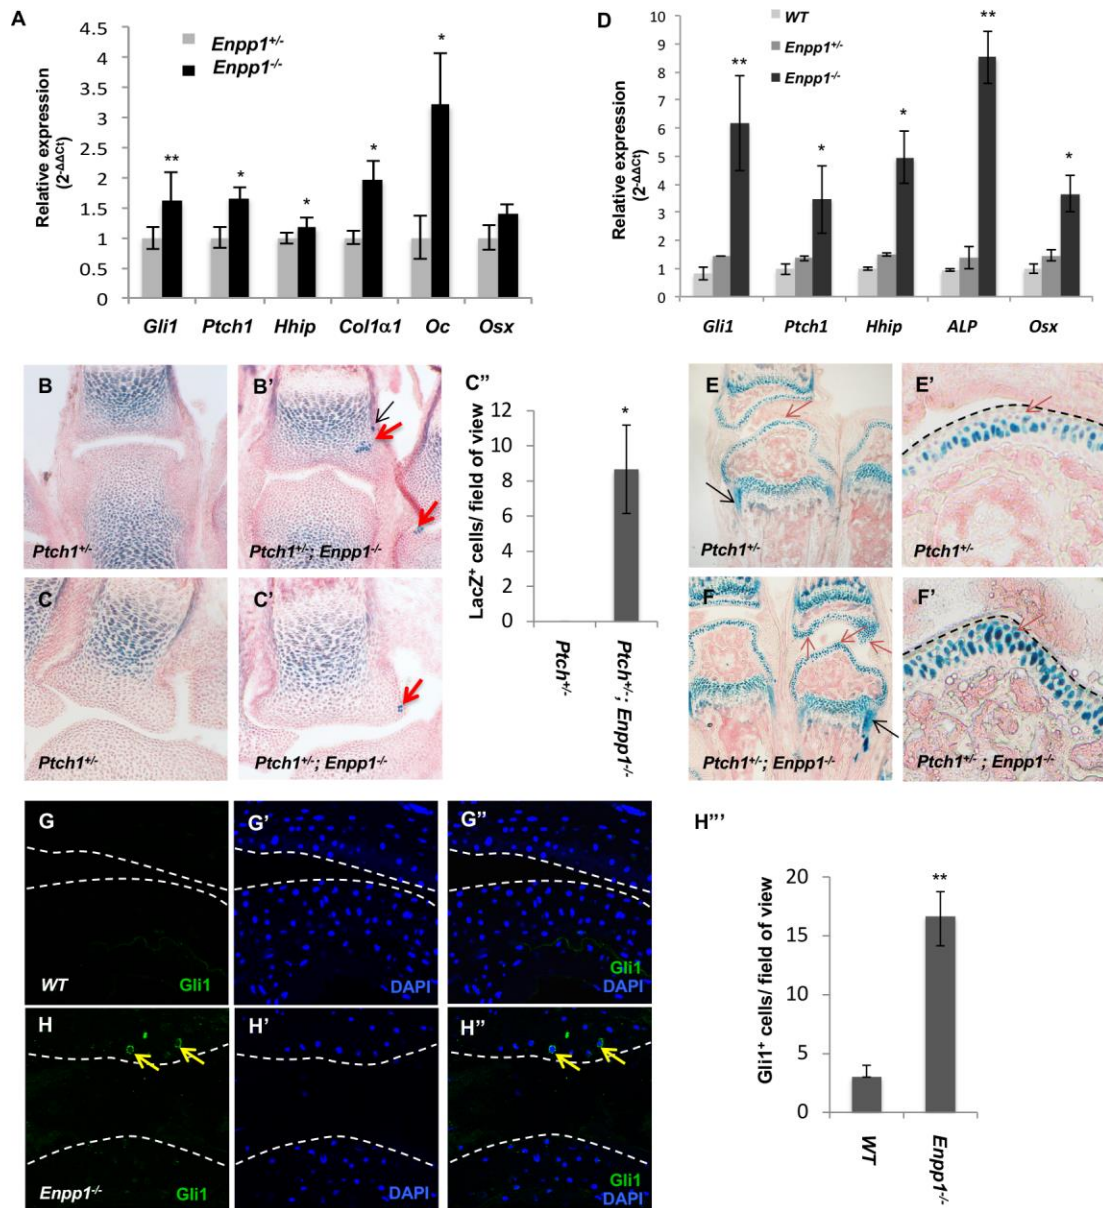 A
Relative expression
(2-ΔΔCt)
4.5
4
3.5
3
2.5
2
1.5
1
0.5
0
Enpp1+/-
Enpp1-/-
**
*
*
*
*
Gli1 Ptch1 Hhip Col1α1 Oc Osx
D
Relative expression
(2-ΔΔCt)
10
9
8
7
6
5
4
3
2
1
0
WT
Enpp1+/-
Enpp1-/-
**
*
*
**
*
Gli1 Ptch1 Hhip ALP Osx
B
Ptch1+/-
B'
Ptch1+/-; Enpp1-/-
C
Ptch1+/-
C'
Ptch1+/-; Enpp1-/-
C"
LacZ+ cells/ field of view
12
10
8
6
4
2
0
*
Ptch+/-
Ptch+/-; Enpp1-/-
E
Ptch1+/-
E'
Ptch1+/-
F
Ptch1+/-; Enpp1-/-
F'
Ptch1+/- ; Enpp1-/-
G
WT
Gli1
G'
DAPI
G"
Gli1
DAPI
H
Enpp1-/-
Gli1
H'
DAPI
H"
Gli1
DAPI
H"'
Gli1+ cells/ field of view
20
15
10
5
0
**
WT
Enpp1-/-